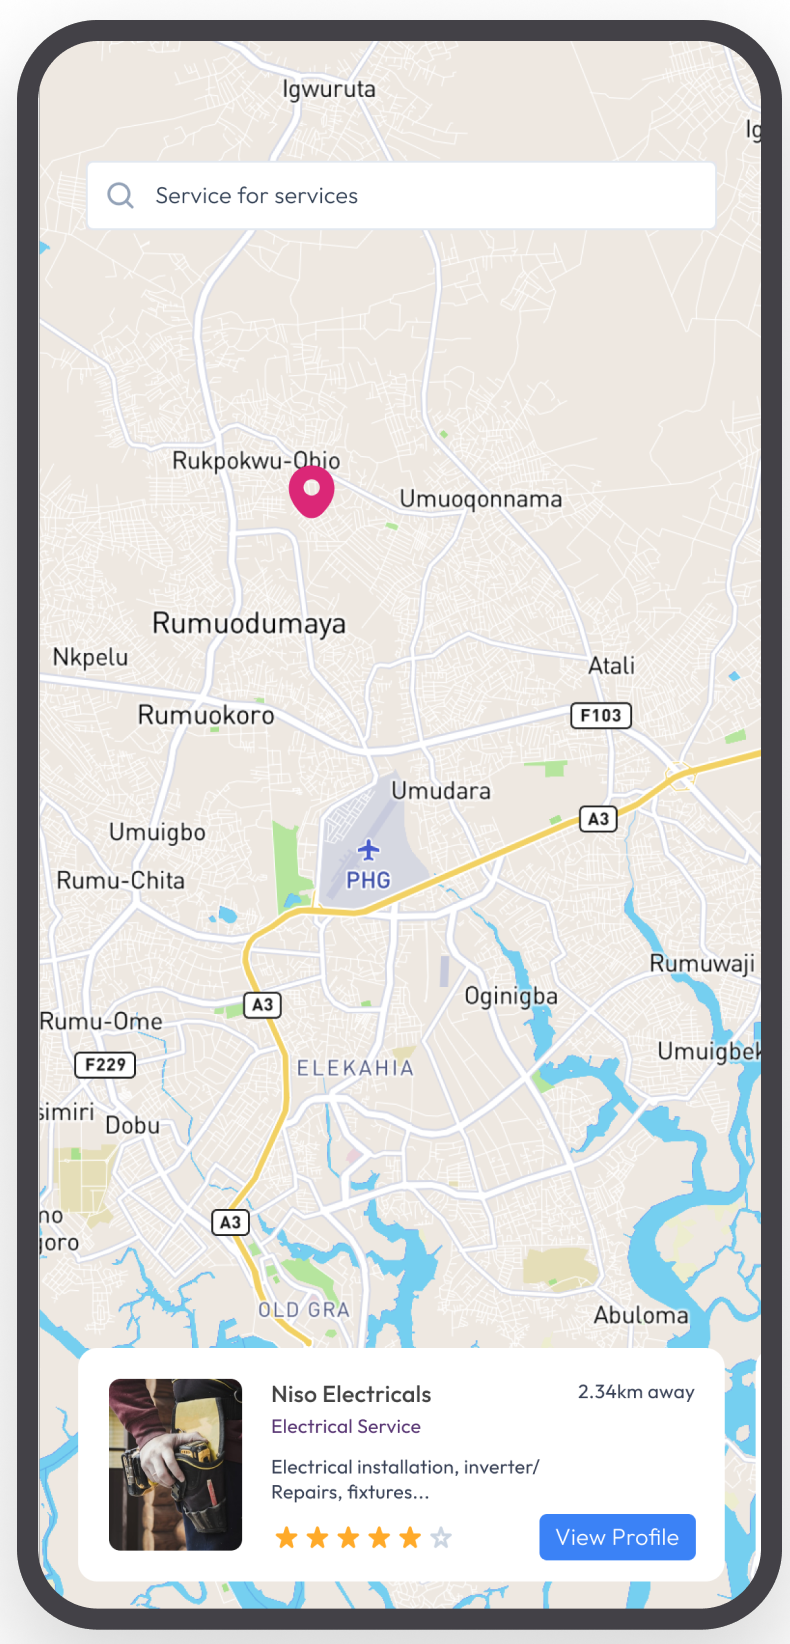 Igwuruta
Ig
Service for services
Rukpokwu-Obio
Umuoqonnama
Rumuodumaya
Nkpelu
Atali
Rumuokoro
F103
Umudara
A3
Umuigbo
PHG
Rumu-Chita
Rumuwaji
Oginigba
A3
Rumu-Ome
Umuigbek
F229
ELEKAHIA
simiri
Dobu
no
A3
joro
OLD GRA
Abuloma
Niso Electricals
2.34km away
Electrical Service
Electrical installation, inverter/
Repairs, fixtures...
View Profile